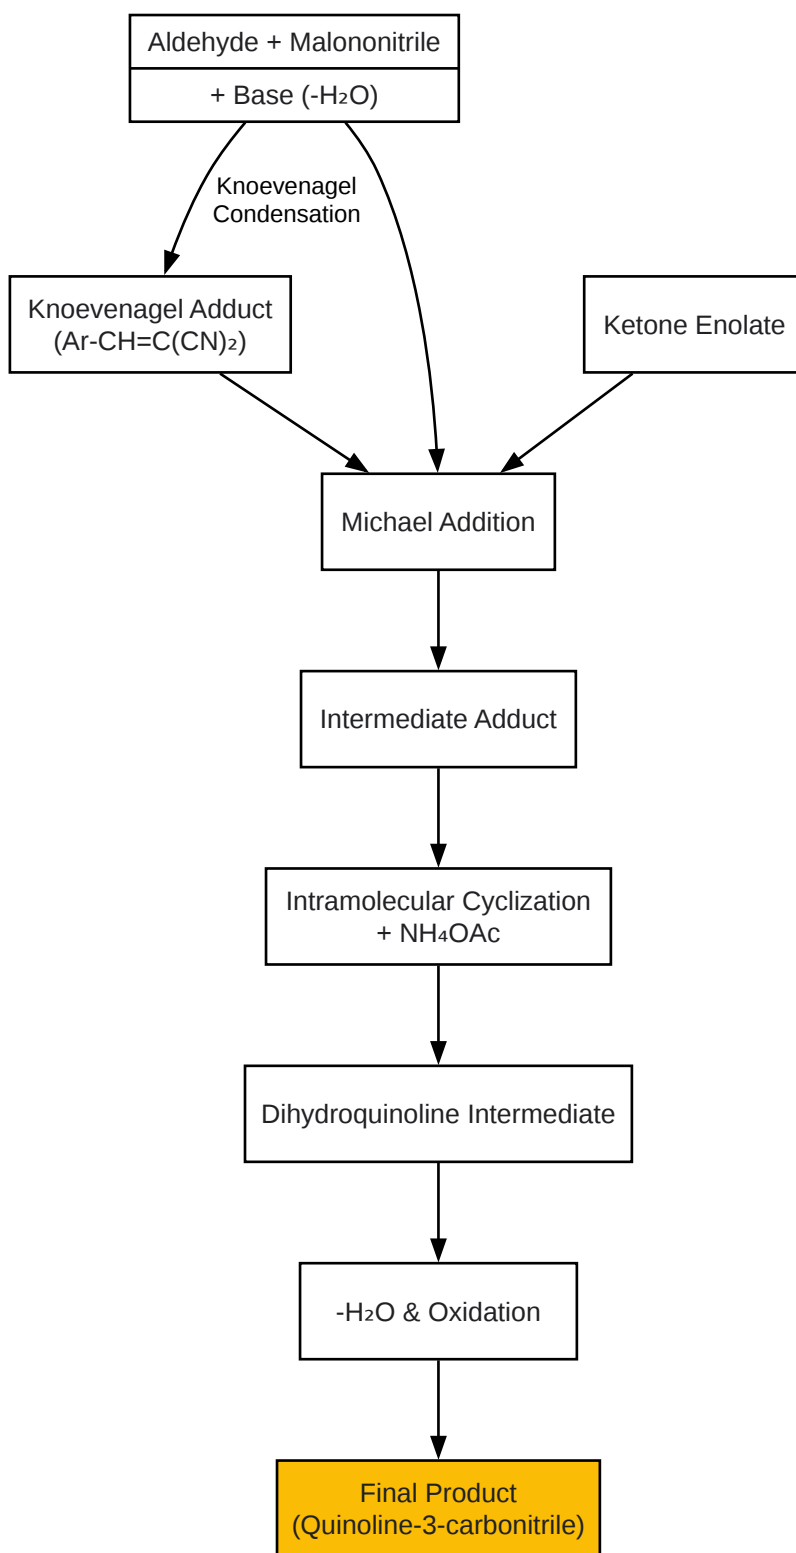 Aldehyde + Malononitrile
+ Base (-H₂O)
Knoevenagel
Condensation
Knoevenagel Adduct
(Ar-CH=C(CN)₂)
Ketone Enolate
Michael Addition
Intermediate Adduct
Intramolecular Cyclization
+ NH₄OAc
Dihydroquinoline Intermediate
-H₂O & Oxidation
Final Product
(Quinoline-3-carbonitrile)